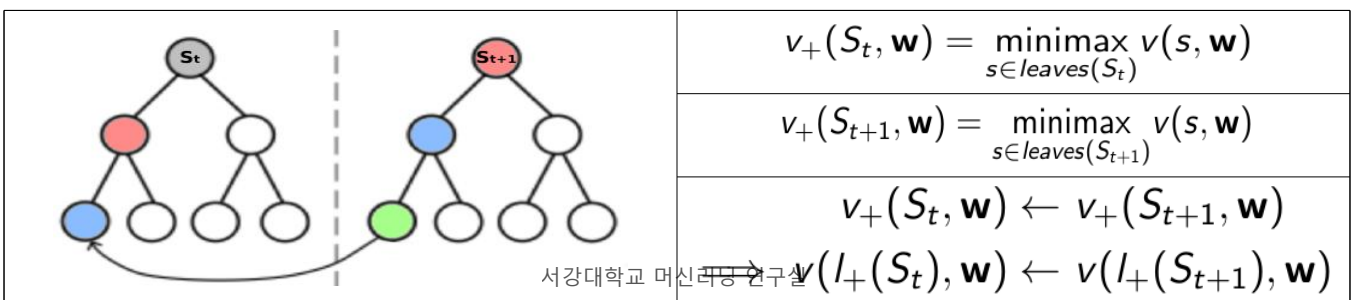 Sₜ
Sₜ₊₁
v₊(Sₜ, w) = minimax v(s, w)
s∈leaves(Sₜ)
v₊(Sₜ₊₁, w) = minimax v(s, w)
s∈leaves(Sₜ₊₁)
v₊(Sₜ, w) ← v₊(Sₜ₊₁, w)
⟹ v(l₊(Sₜ), w) ← v(l₊(Sₜ₊₁), w)
서강대학교 머신러닝 연구실